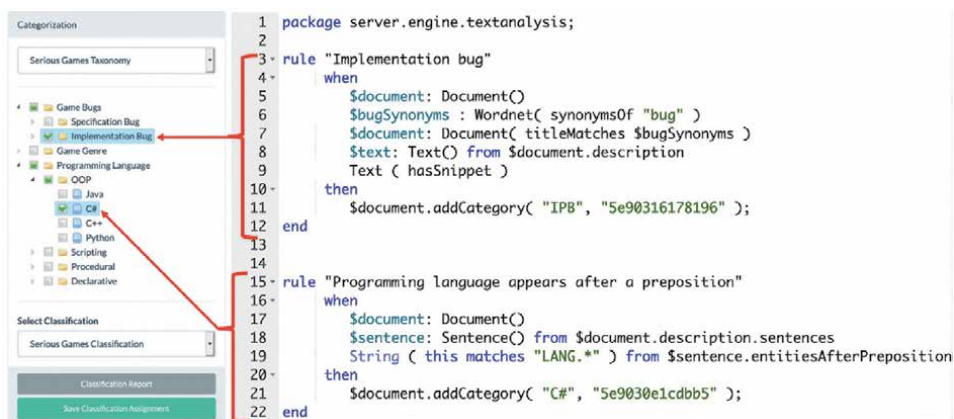 Categorization
Serious Games Taxonomy
Game Bugs
Specification Bug
Implementation Bug
Game Genre
Programming Language
OOP
Java
C#
C++
Python
Scripting
Procedural
Declarative
Select Classification
Serious Games Classification
Classification Report
Save Classification Assignment
1 package server.engine.textanalysis;
2
3 rule "Implementation bug"
4 when
5 $document: Document()
6 $bugSynonyms : Wordnet( synonymsOf "bug" )
7 $document: Document( titleMatches $bugSynonyms )
8 $text: Text() from $document.description
9 Text ( hasSnippet )
10 then
11 $document.addCategory( "IPB", "5e90316178196" );
12 end
13
14
15 rule "Programming language appears after a preposition"
16 when
17 $document: Document()
18 $sentence: Sentence() from $document.description.sentences
19 String ( this matches "LANG.*" ) from $sentence.entitiesAfterPreposition
20 then
21 $document.addCategory( "C#", "5e9030e1cdbb5" );
22 end